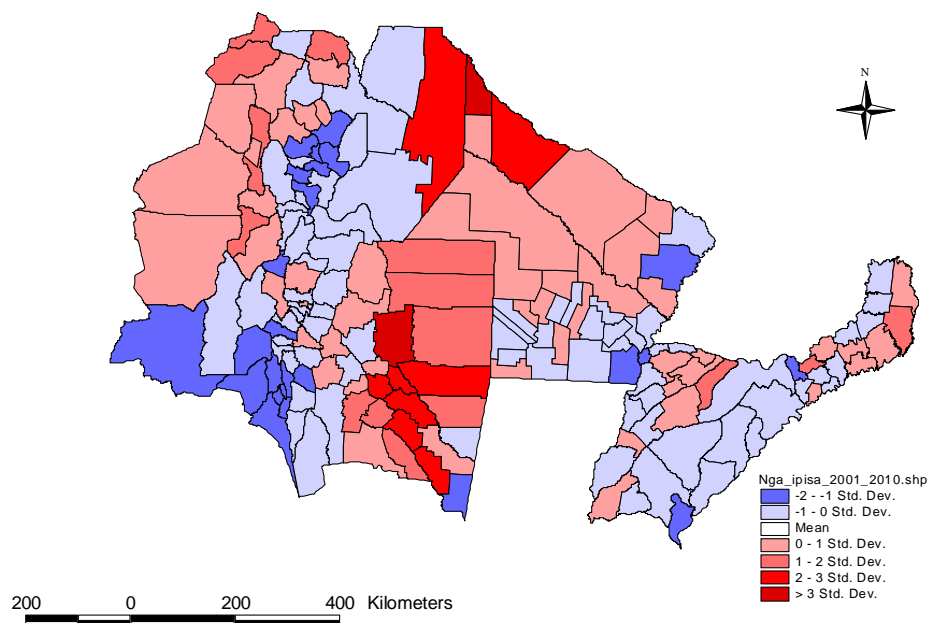 N
Nga_ipisa_2001_2010.shp
-2 - -1 Std. Dev.
-1 - 0 Std. Dev.
Mean
0 - 1 Std. Dev.
1 - 2 Std. Dev.
2 - 3 Std. Dev.
> 3 Std. Dev.
200 0 200 400 Kilometers